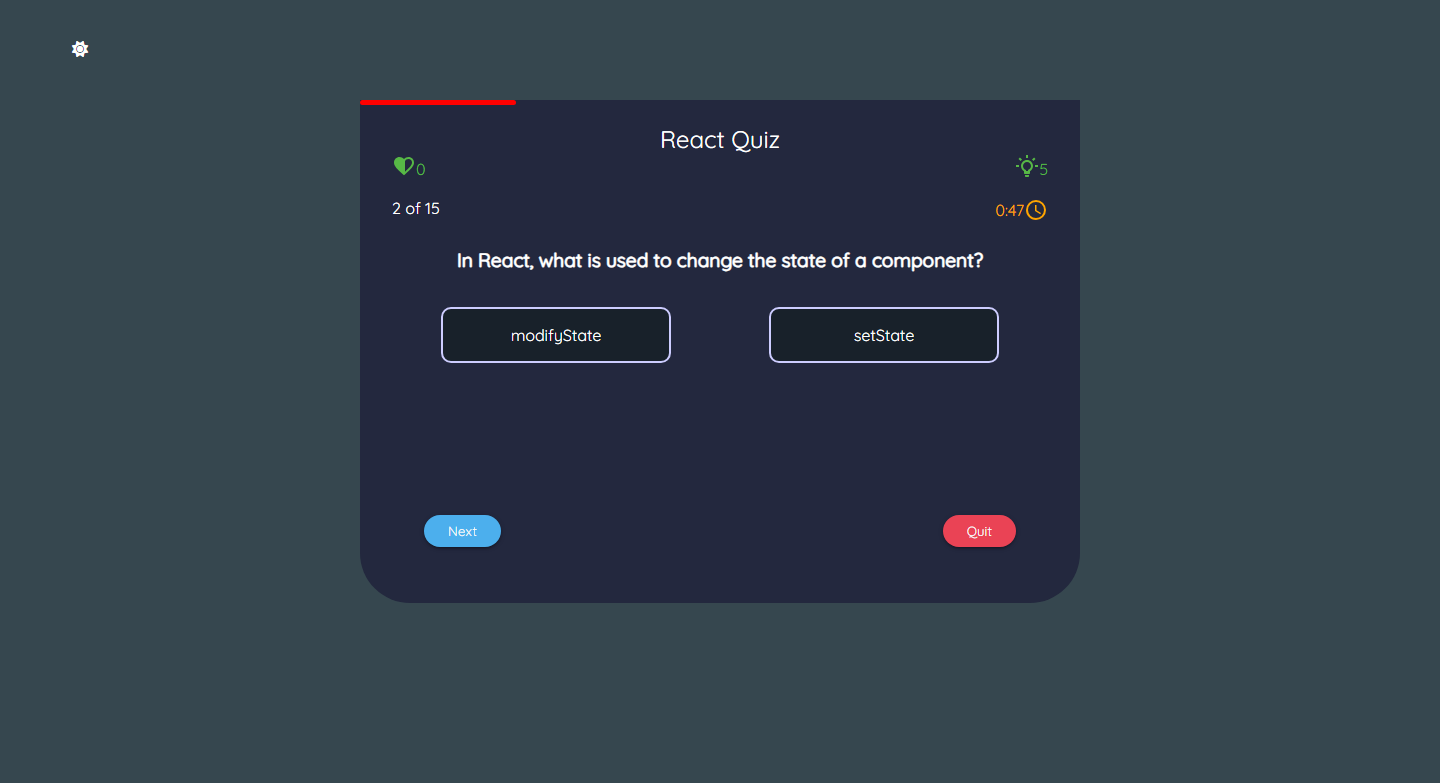 React Quiz
0
5
2 of 15
0:47
In React, what is used to change the state of a component?
modifyState
setState
Next
Quit